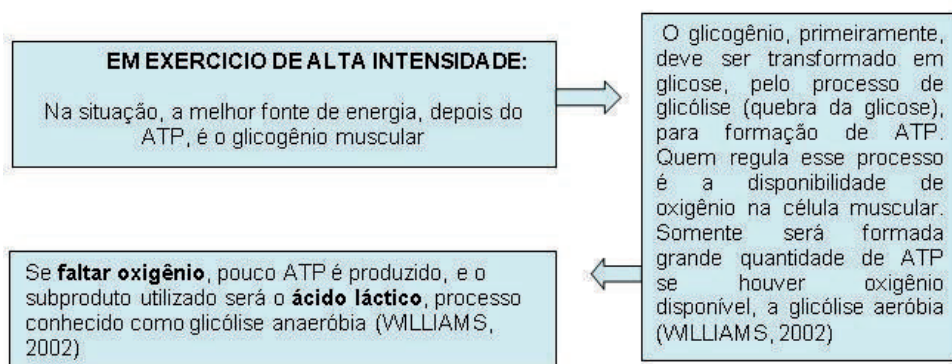 EM EXERCICIO DE ALTA INTENSIDADE:
Na situação, a melhor fonte de energia, depois do
ATP, é o glicogênio muscular
O glicogênio, primeiramente,
deve ser transformado em
glicose, pelo processo de
glicólise (quebra da glicose),
para formação de ATP.
Quem regula esse processo
é a disponibilidade de
oxigênio na célula muscular.
Somente será formada
grande quantidade de ATP
se houver oxigênio
disponível, a glicólise aeróbia
(WILLIAMS, 2002)
Se faltar oxigênio, pouco ATP é produzido, e o
subproduto utilizado será o ácido láctico, processo
conhecido como glicólise anaeróbia (WILLIAMS,
2002)